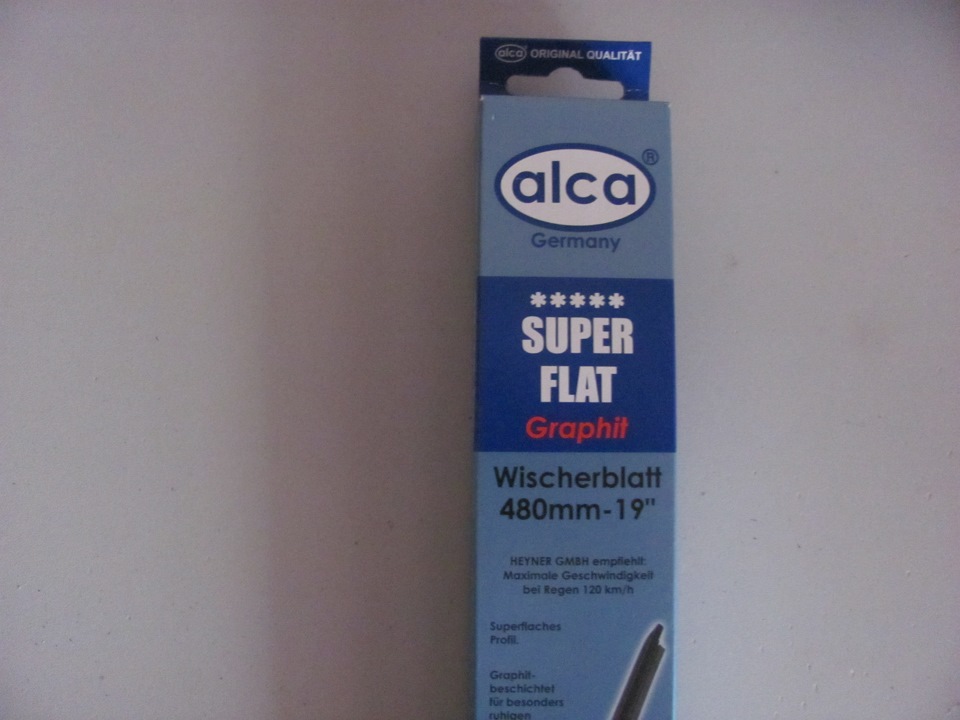 alca ORIGINAL QUALITÄT
alca®
Germany
*****
SUPER
FLAT
Graphit
Wischerblatt
480mm-19"
HEYNER GMBH empfiehlt:
Maximale Geschwindigkeit
bei Regen 120 km/h
Superflaches
Profil.
Graphit-
beschichtet
für besonders
ruhigen